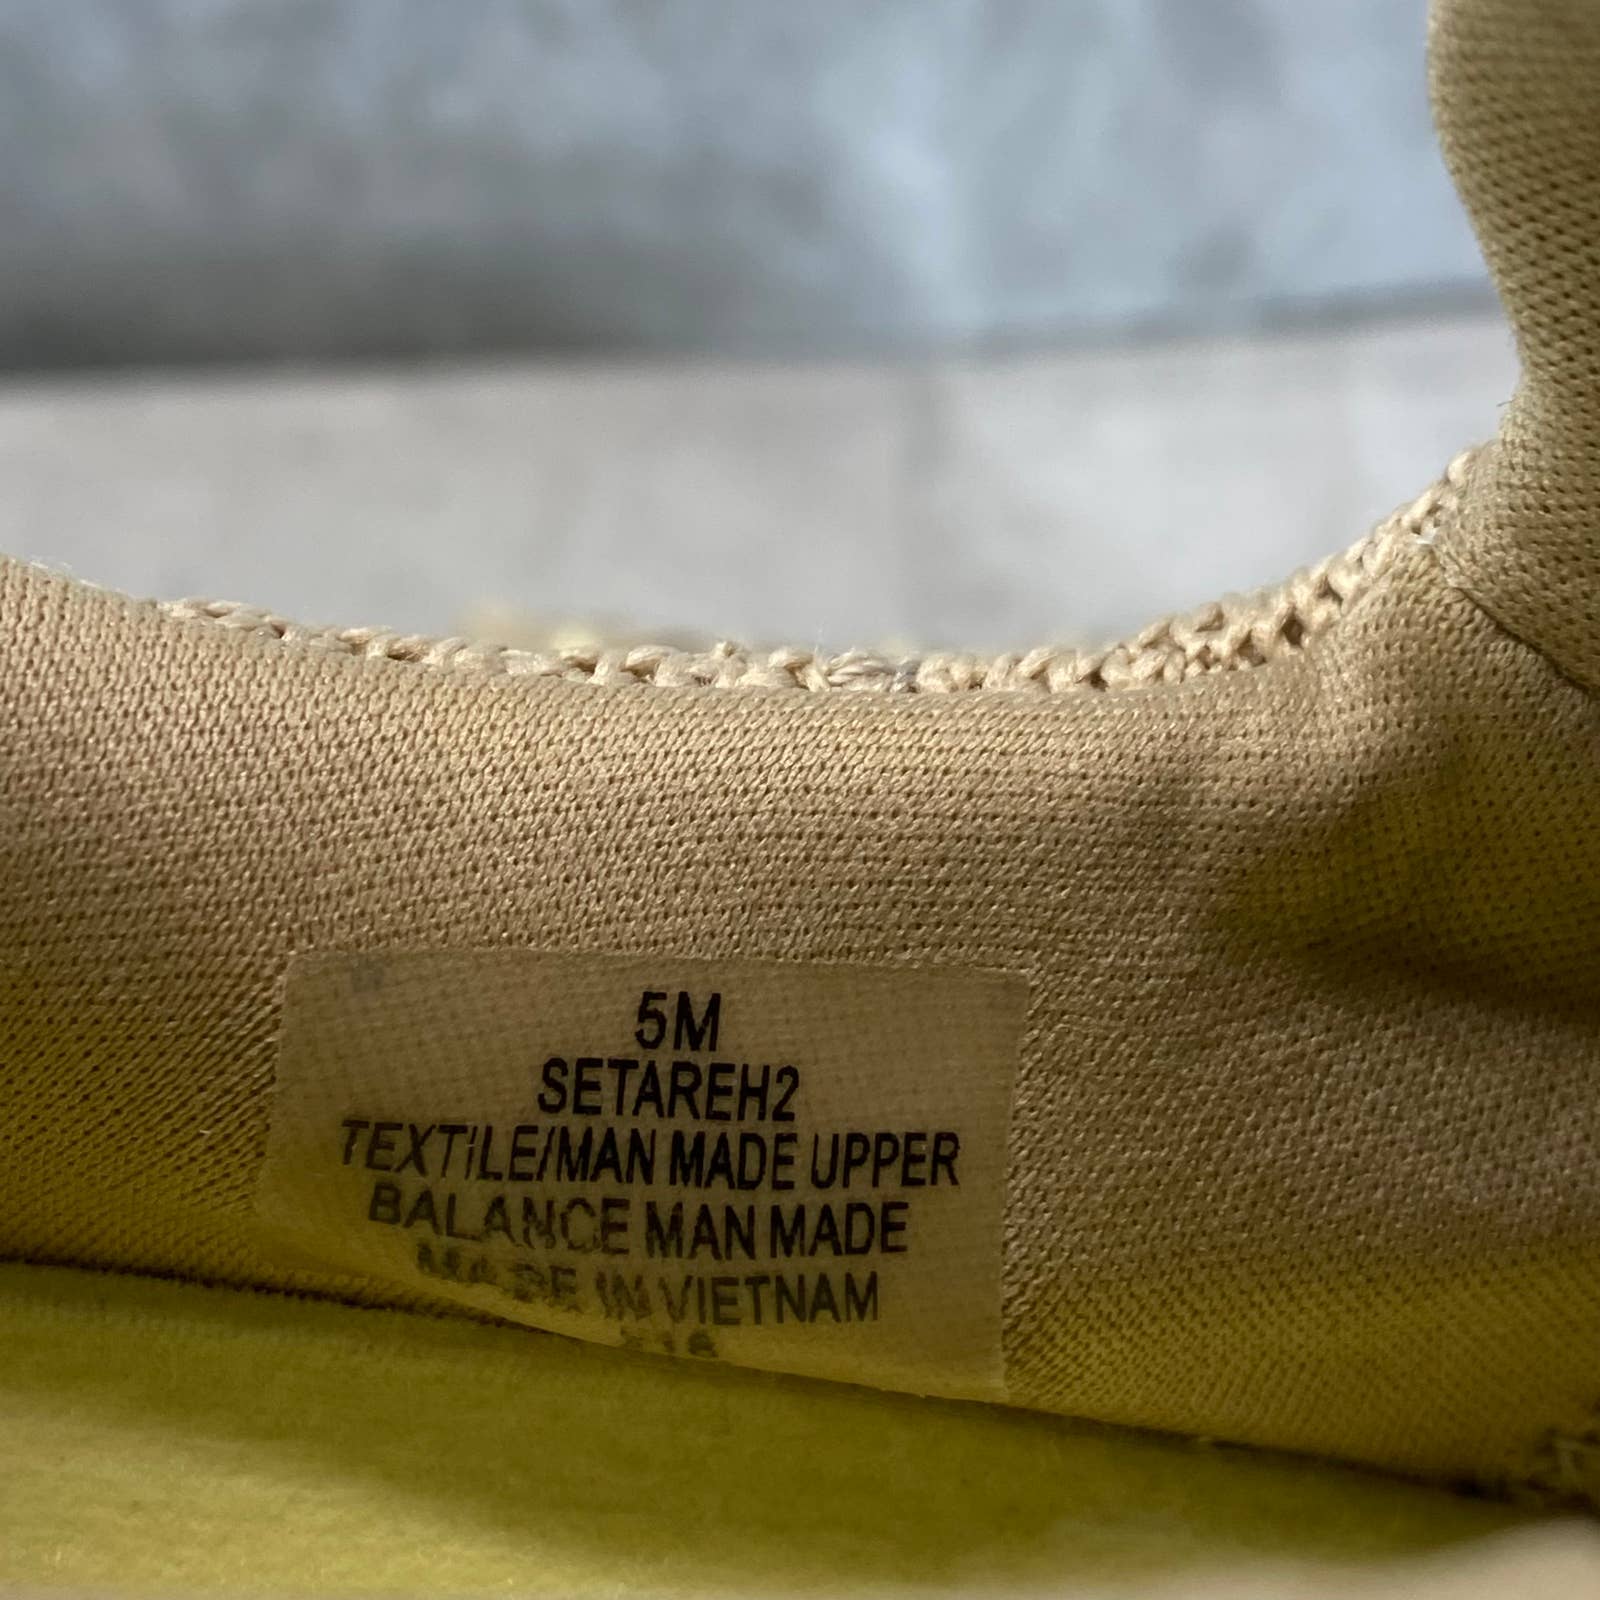 5M
SETAREH2
TEXTILE/MAN MADE UPPER
BALANCE MAN MADE
MADE IN VIETNAM